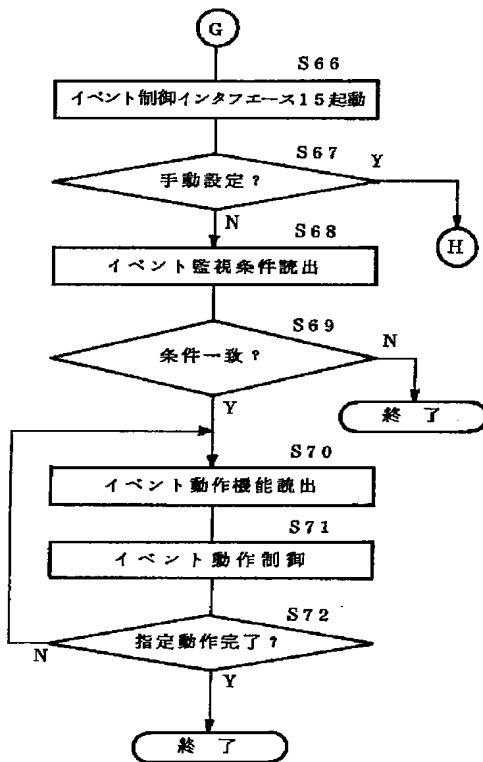 G
S66
イベント制御インタフエース15起動
S67
手動設定?
Y
N
H
S68
イベント監視条件読出
S69
条件一致?
N
Y
終了
S70
イベント動作機能読出
S71
イベント動作制御
S72
指定動作完了?
N
Y
終了